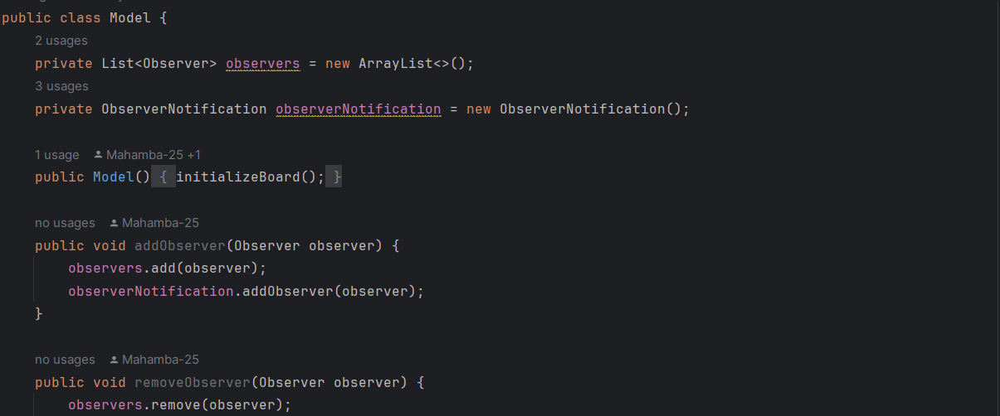 public class Model {
2 usages
private List<Observer> observers = new ArrayList<>();
3 usages
private ObserverNotification observerNotification = new ObserverNotification();
1 usage Mahamba-25 +1
public Model() { initializeBoard(); }
no usages Mahamba-25
public void addObserver(Observer observer) {
observers.add(observer);
observerNotification.addObserver(observer);
}
no usages Mahamba-25
public void removeObserver(Observer observer) {
observers.remove(observer);